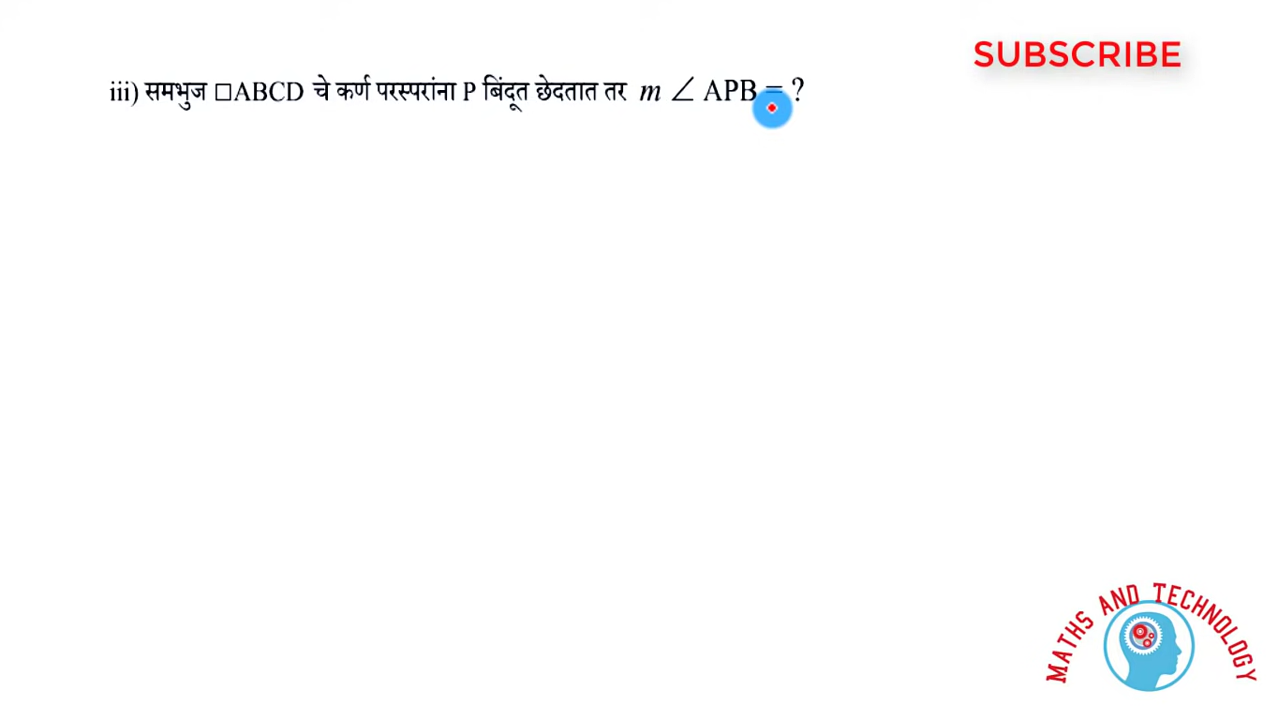 SUBSCRIBE
iii) समभुज □ABCD चे कर्ण परस्परांना P बिंदूत छेदतात तर m ∠ APB = ?
MATHS AND TECHNOLOGY